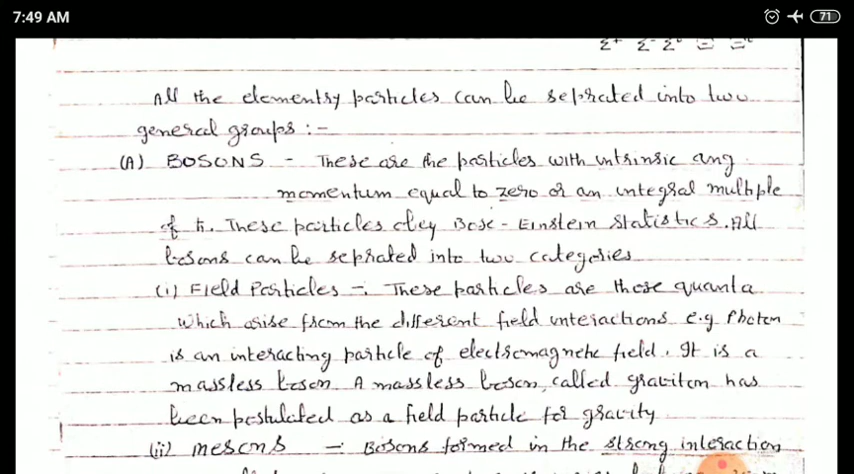 7:49 AM
71
Σ⁺ Σ⁻ Σ⁰ Ξ⁻ Ξ⁰
All the elementry particles can be seprated into two
general groups :-
(A) BOSONS - These are the particles with intrinsic ang
momentum equal to zero or an integral multiple
of ħ. These particles obey Bose - Einstein Statistics. All
bosons can be seprated into two categories
(i) Field Particles -: These particles are those quanta
which arise from the different field interactions e.g Photon
is an interacting particle of electromagnetic field. It is a
massless boson. A massless boson, called graviton has
been postulated as a field particle for gravity
(ii) mesons -: Bosons formed in the strong interaction